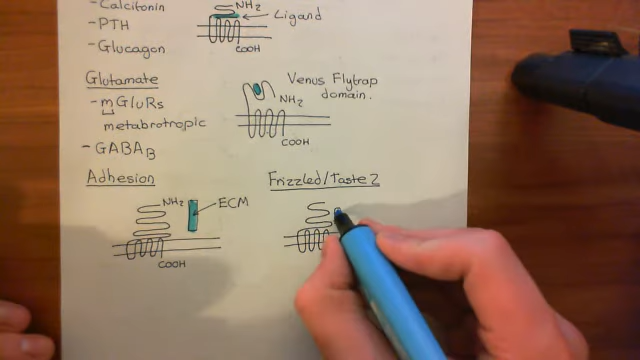 - Calcitonin
- PTH
- Glucagon
NH2
Ligand
COOH
Glutamate
- mGluRs
metabrotropic
- GABAB
Venus Flytrap
domain.
NH2
COOH
Adhesion
NH2
ECM
COOH
Frizzled/Taste 2